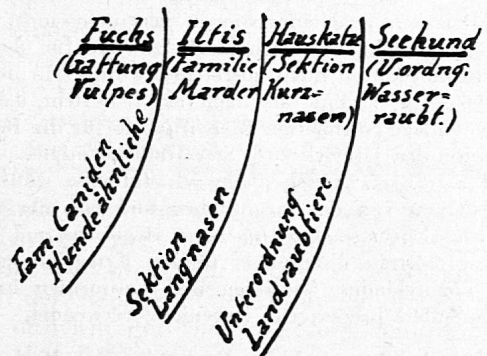 Fuchs
(Gattung
Vulpes)
Iltis
(Familie
Marder
Hauskatze
(Sektion
Kurz=
nasen)
Seehund
(U.ordng.
Wasser=
raubt.)
Fam. Caniden
Hundeähnliche
Sektion
Langnasen
Unterordnung
Landraubtiere